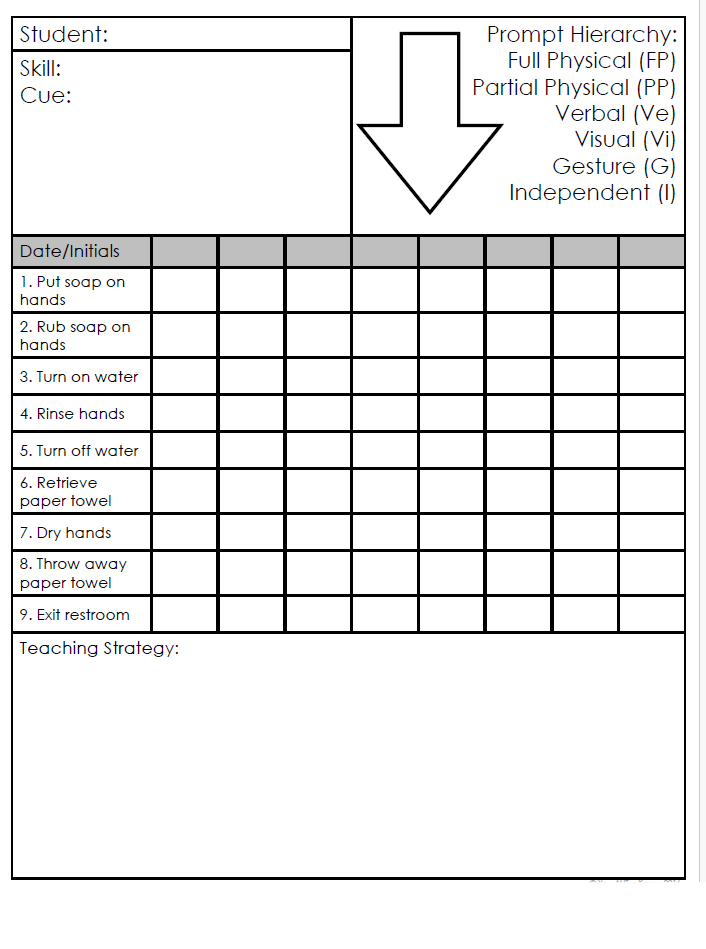 Student:
Skill:
Cue:
Prompt Hierarchy:
Full Physical (FP)
Partial Physical (PP)
Verbal (Ve)
Visual (Vi)
Gesture (G)
Independent (I)
Date/Initials
1. Put soap on
hands
2. Rub soap on
hands
3. Turn on water
4. Rinse hands
5. Turn off water
6. Retrieve
paper towel
7. Dry hands
8. Throw away
paper towel
9. Exit restroom
Teaching Strategy: